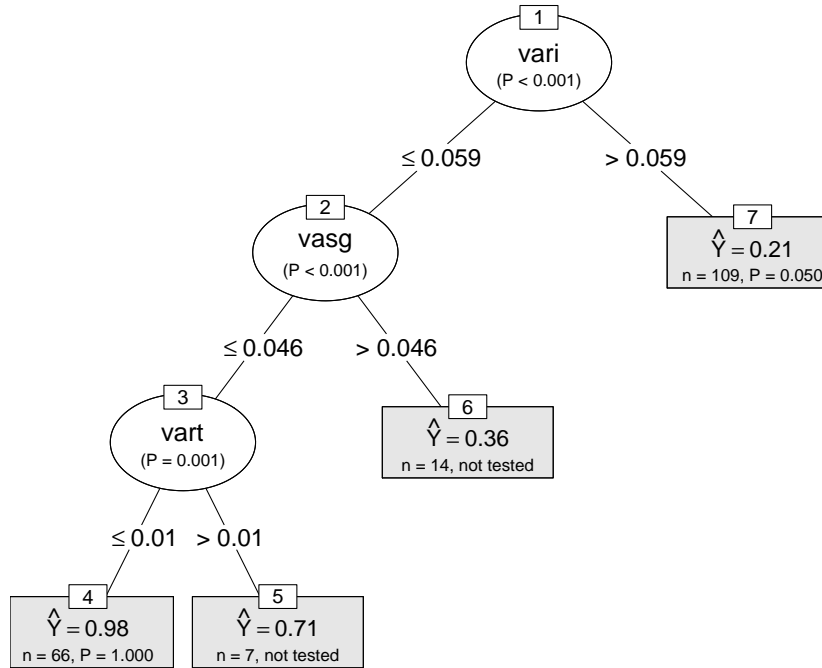 1
vari
(P < 0.001)
≤ 0.059
> 0.059
2
vasg
(P < 0.001)
7
Ŷ = 0.21
n = 109, P = 0.050
≤ 0.046
> 0.046
3
vart
(P = 0.001)
6
Ŷ = 0.36
n = 14, not tested
≤ 0.01
> 0.01
4
Ŷ = 0.98
n = 66, P = 1.000
5
Ŷ = 0.71
n = 7, not tested